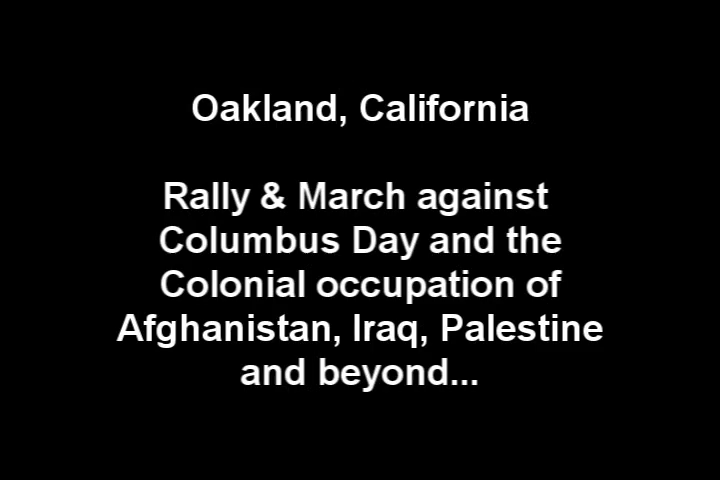 Oakland, California
Rally & March against
Columbus Day and the
Colonial occupation of
Afghanistan, Iraq, Palestine
and beyond...